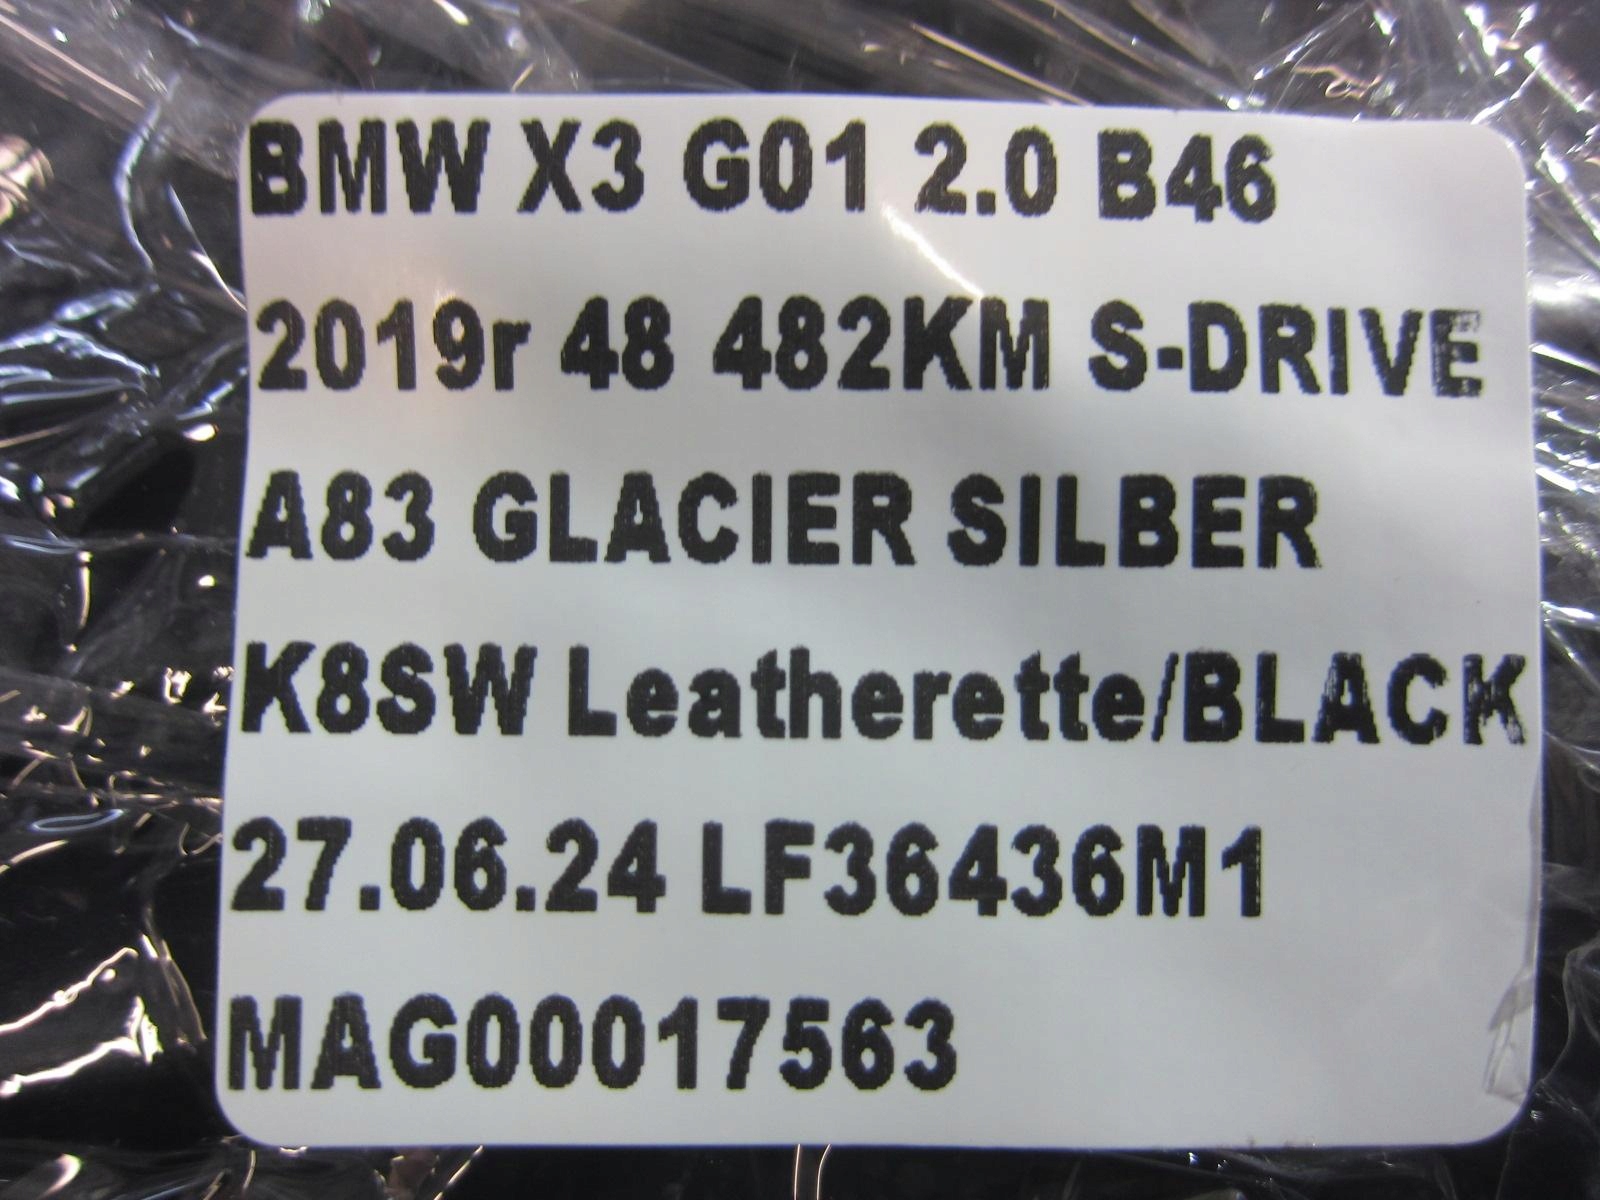 BMW X3 G01 2.0 B46
2019r 48 482KM S-DRIVE
A83 GLACIER SILBER
K8SW Leatherette/BLACK
27.06.24 LF36436M1
MAG00017563